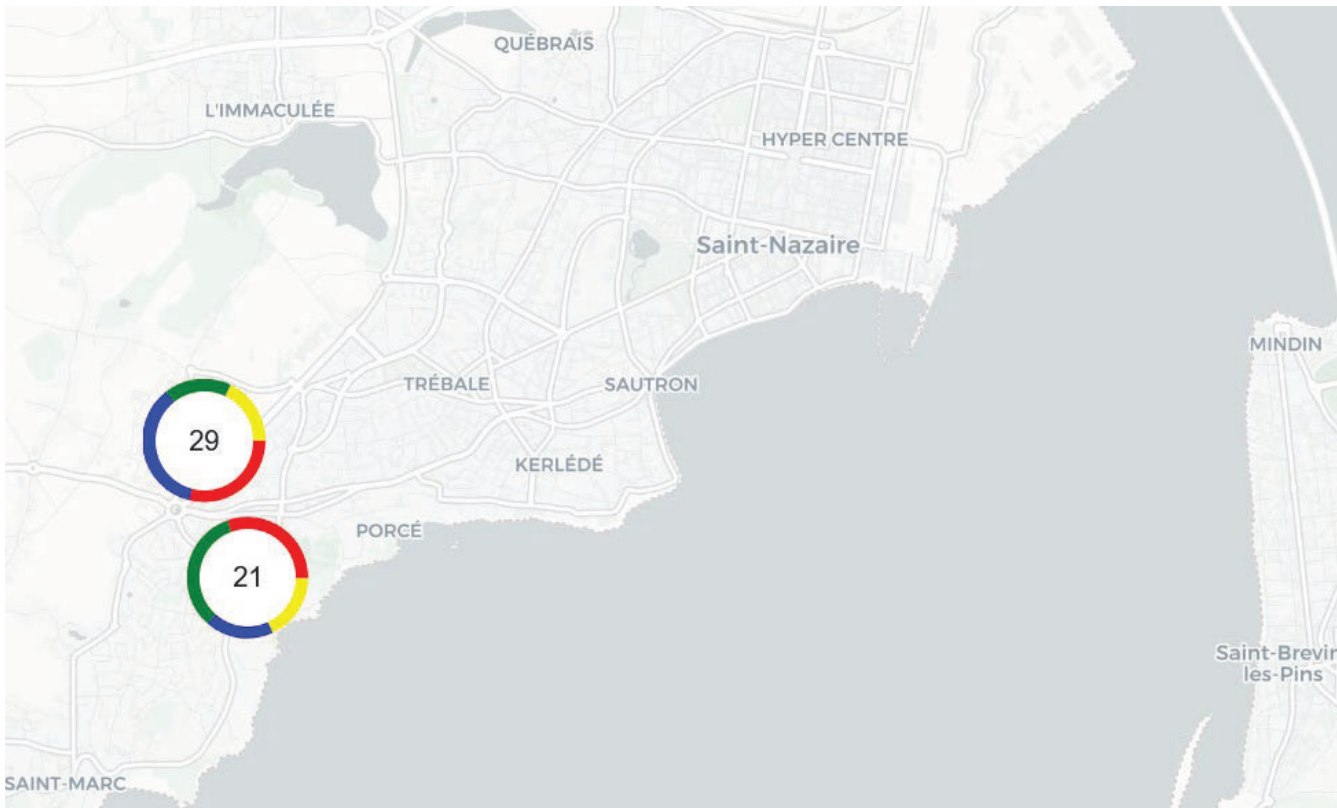 QUÉBRAIS
L'IMMACULÉE
HYPER CENTRE
Saint-Nazaire
MINDIN
TRÉBALE
SAUTRON
29
KERLÉDÉ
PORCÉ
21
Saint-Brevin
les-Pins
SAINT-MARC